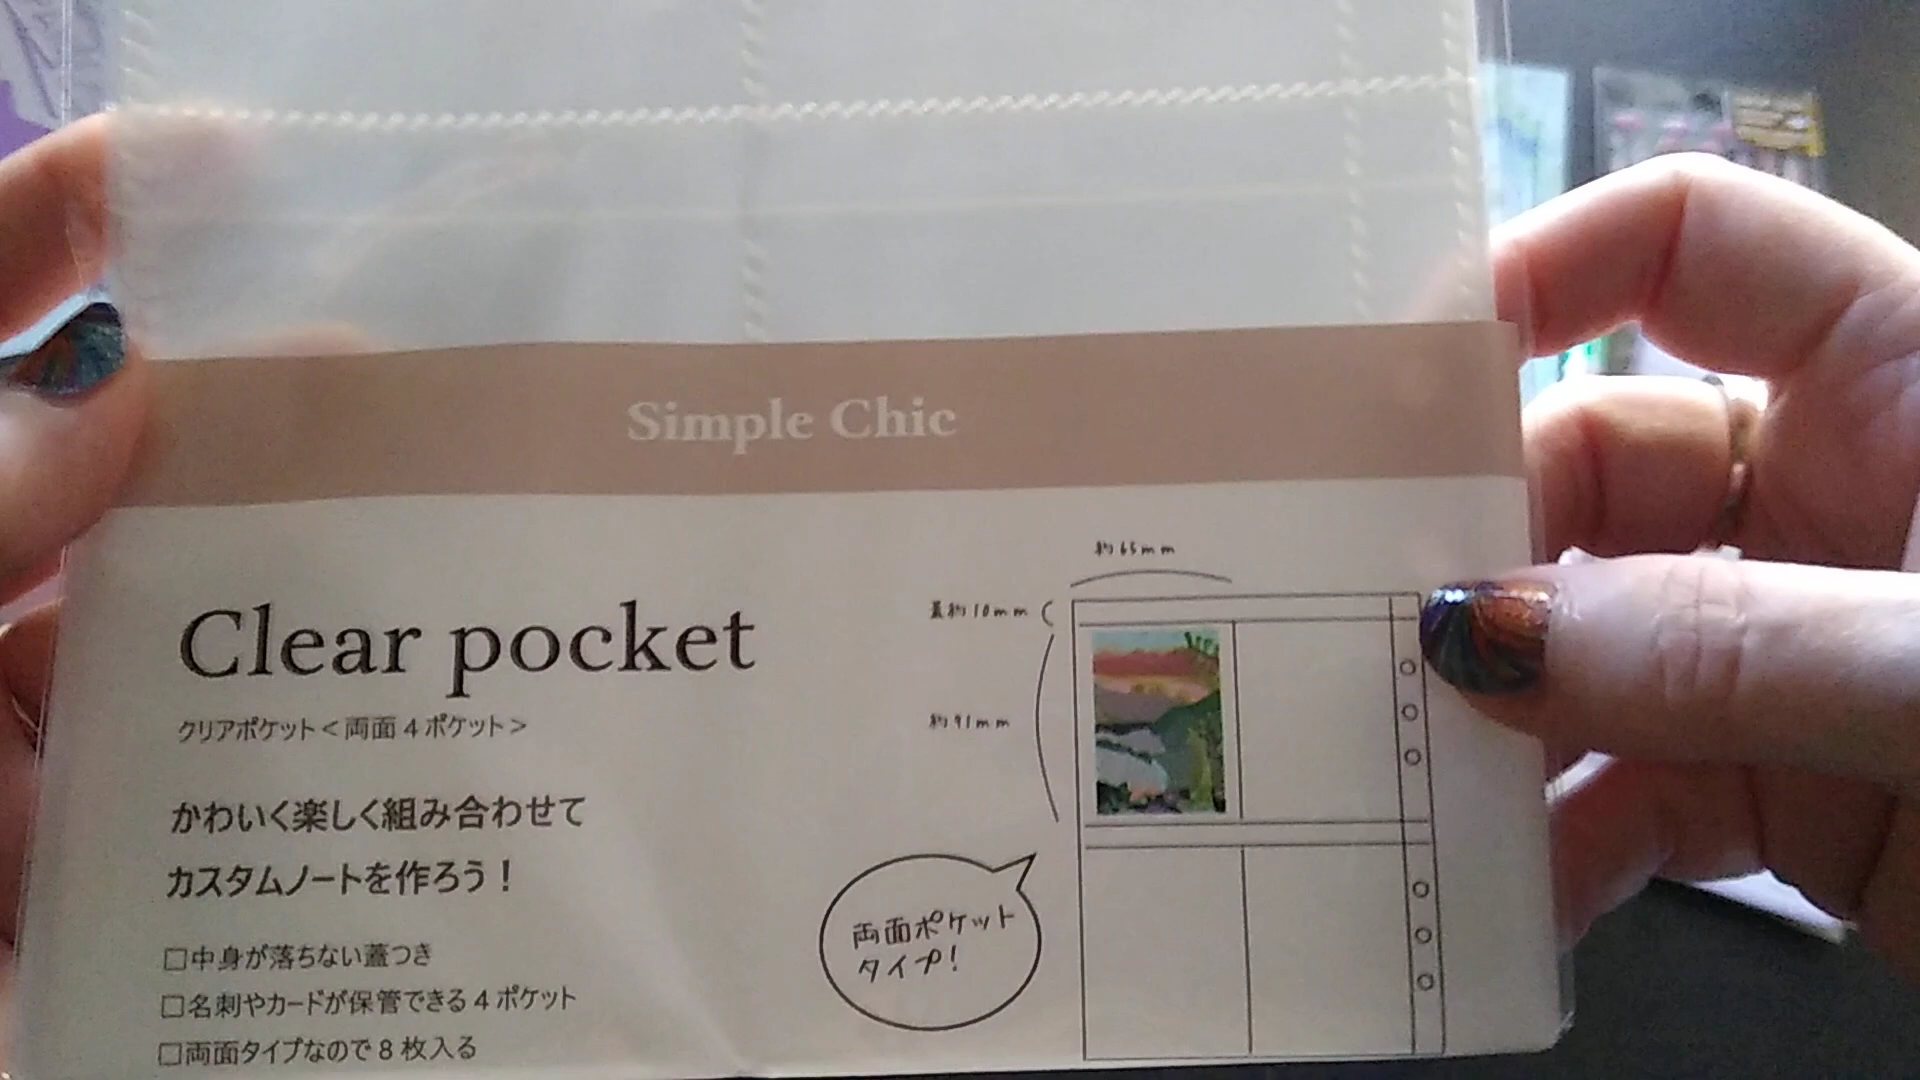 Simple Chic
Clear pocket
クリアポケット<両面4ポケット>
かわいく楽しく組み合わせて
カスタムノートを作ろう！
□中身が落ちない蓋つき
□名刺やカードが保管できる4ポケット
□両面タイプなので8枚入る
約65mm
蓋約10mm
約91mm
両面ポケット
タイプ!